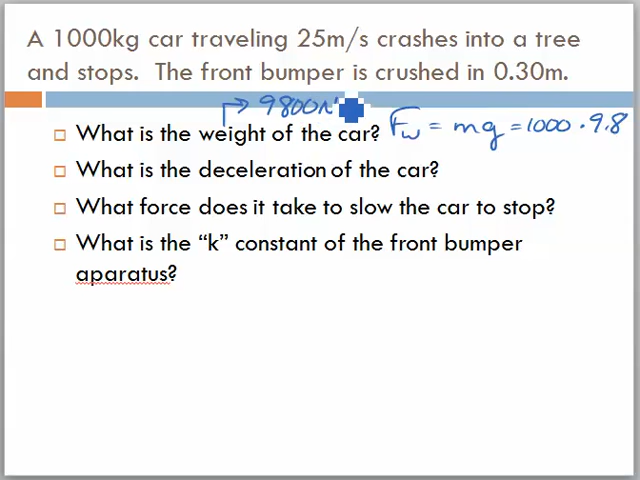 A 1000kg car traveling 25m/s crashes into a tree
and stops. The front bumper is crushed in 0.30m.
→ 9800N
What is the weight of the car? Fw = mg = 1000 · 9.8
What is the deceleration of the car?
What force does it take to slow the car to stop?
What is the “k” constant of the front bumper
apparatus?